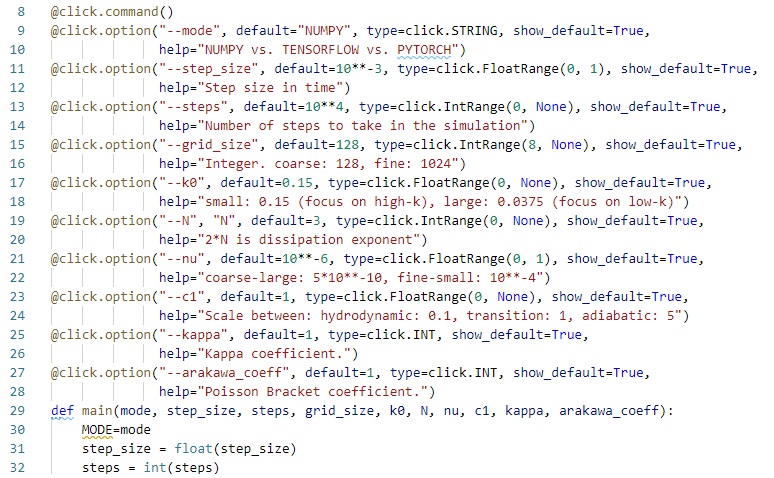 8 @click.command()
9 @click.option("--mode", default="NUMPY", type=click.STRING, show_default=True,
10 help="NUMPY vs. TENSORFLOW vs. PYTORCH")
11 @click.option("--step_size", default=10**-3, type=click.FloatRange(0, 1), show_default=True,
12 help="Step size in time")
13 @click.option("--steps", default=10**4, type=click.IntRange(0, None), show_default=True,
14 help="Number of steps to take in the simulation")
15 @click.option("--grid_size", default=128, type=click.IntRange(8, None), show_default=True,
16 help="Integer. coarse: 128, fine: 1024")
17 @click.option("--k0", default=0.15, type=click.FloatRange(0, None), show_default=True,
18 help="small: 0.15 (focus on high-k), large: 0.0375 (focus on low-k)")
19 @click.option("--N", "N", default=3, type=click.IntRange(0, None), show_default=True,
20 help="2*N is dissipation exponent")
21 @click.option("--nu", default=10**-6, type=click.FloatRange(0, 1), show_default=True,
22 help="coarse-large: 5*10**-10, fine-small: 10**-4")
23 @click.option("--c1", default=1, type=click.FloatRange(0, None), show_default=True,
24 help="Scale between: hydrodynamic: 0.1, transition: 1, adiabatic: 5")
25 @click.option("--kappa", default=1, type=click.INT, show_default=True,
26 help="Kappa coefficient.")
27 @click.option("--arakawa_coeff", default=1, type=click.INT, show_default=True,
28 help="Poisson Bracket coefficient.")
29 def main(mode, step_size, steps, grid_size, k0, N, nu, c1, kappa, arakawa_coeff):
30 MODE=mode
31 step_size = float(step_size)
32 steps = int(steps)